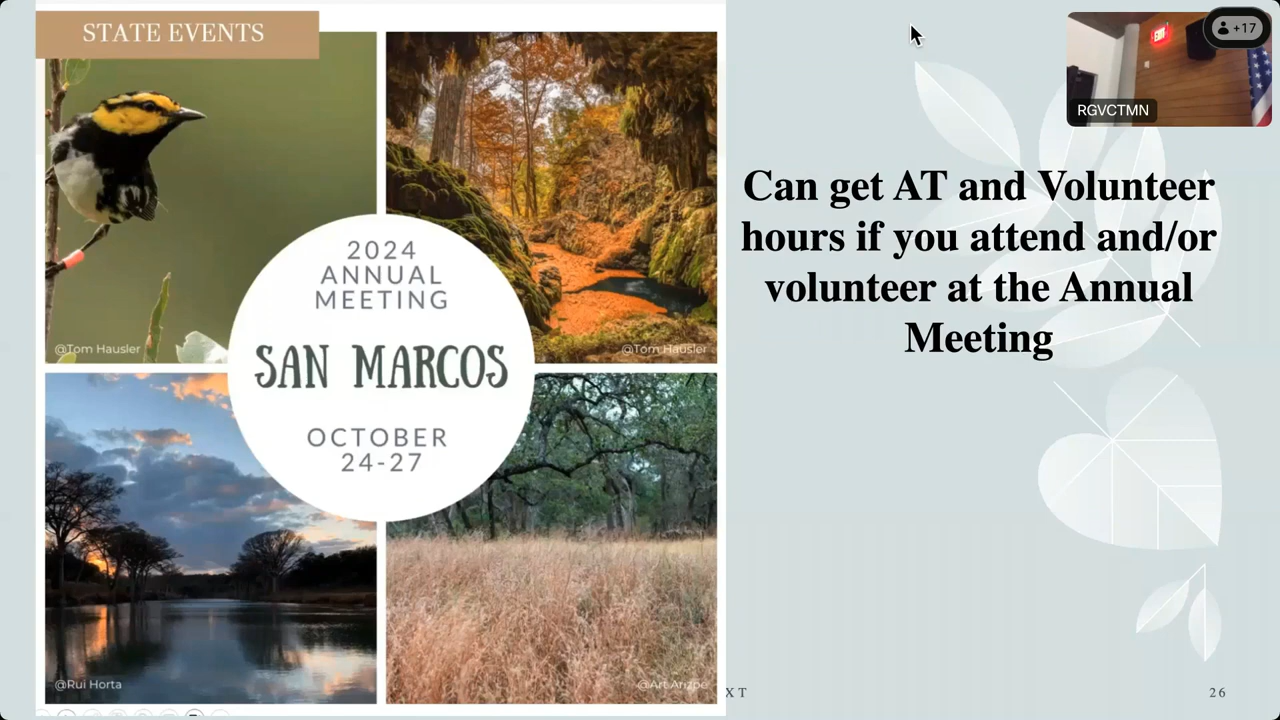 STATE EVENTS
2024
ANNUAL
MEETING
SAN MARCOS
OCTOBER
24-27
@Tom Hausler
@Tom Hausler
@Rui Horta
@Art Arizpe
Can get AT and Volunteer
hours if you attend and/or
volunteer at the Annual
Meeting
EXIT
+17
RGVCTMN
XT
26